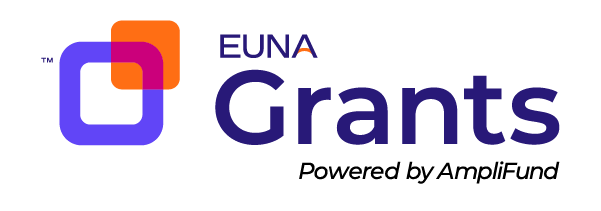 EUNA
™
Grants
Powered by AmpliFund